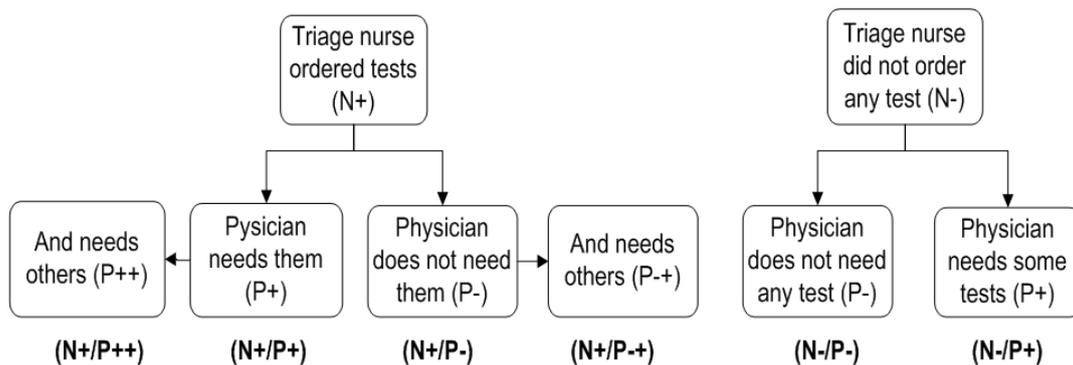 Triage nurse
ordered tests
(N+)
Triage nurse
did not order
any test (N-)
And needs
others (P++)
Pysician
needs them
(P+)
Physician
does not need
them (P-)
And needs
others (P-+)
Physician
does not need
any test (P-)
Physician
needs some
tests (P+)
(N+/P++)
(N+/P+)
(N+/P-)
(N+/P-+)
(N-/P-)
(N-/P+)